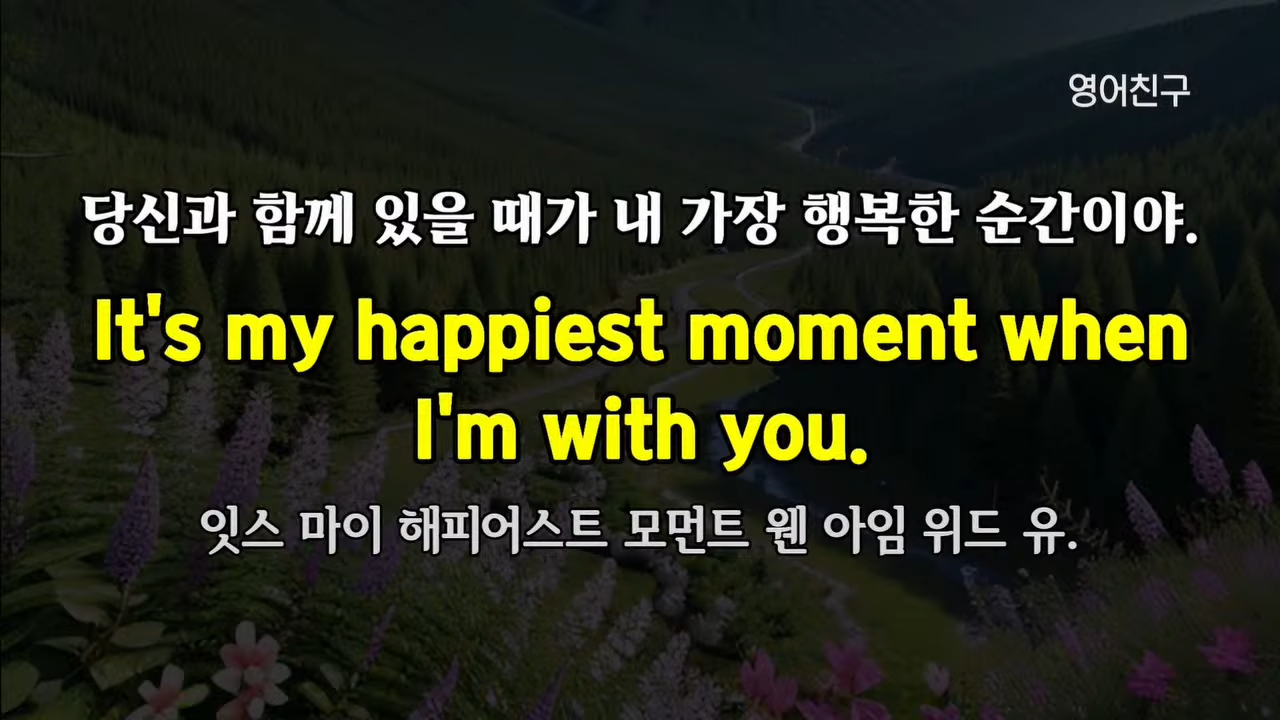 영어친구
당신과 함께 있을 때가 내 가장 행복한 순간이야.
It's my happiest moment when
I'm with you.
잇스 마이 해피어스트 모먼트 웬 아임 위드 유.